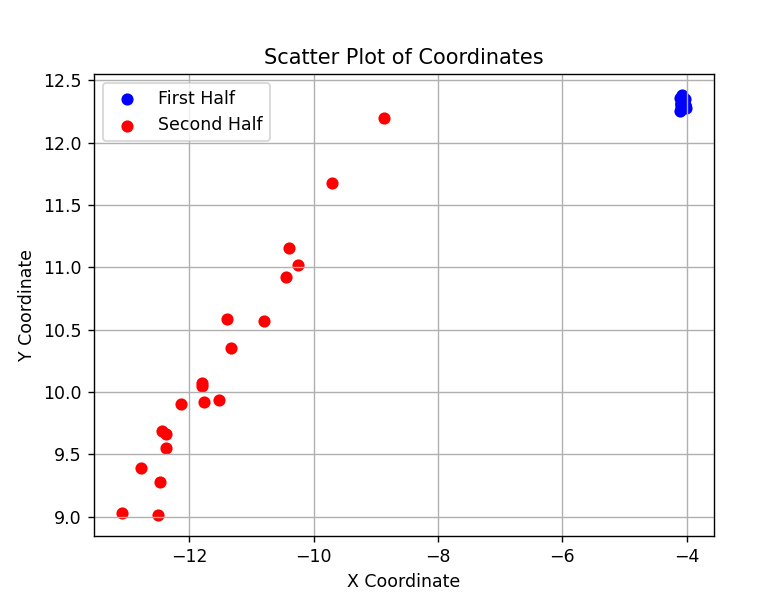 Scatter Plot of Coordinates
First Half
Second Half
12.5
12.0
11.5
11.0
10.5
10.0
9.5
9.0
Y Coordinate
−12 −10 −8 −6 −4
X Coordinate